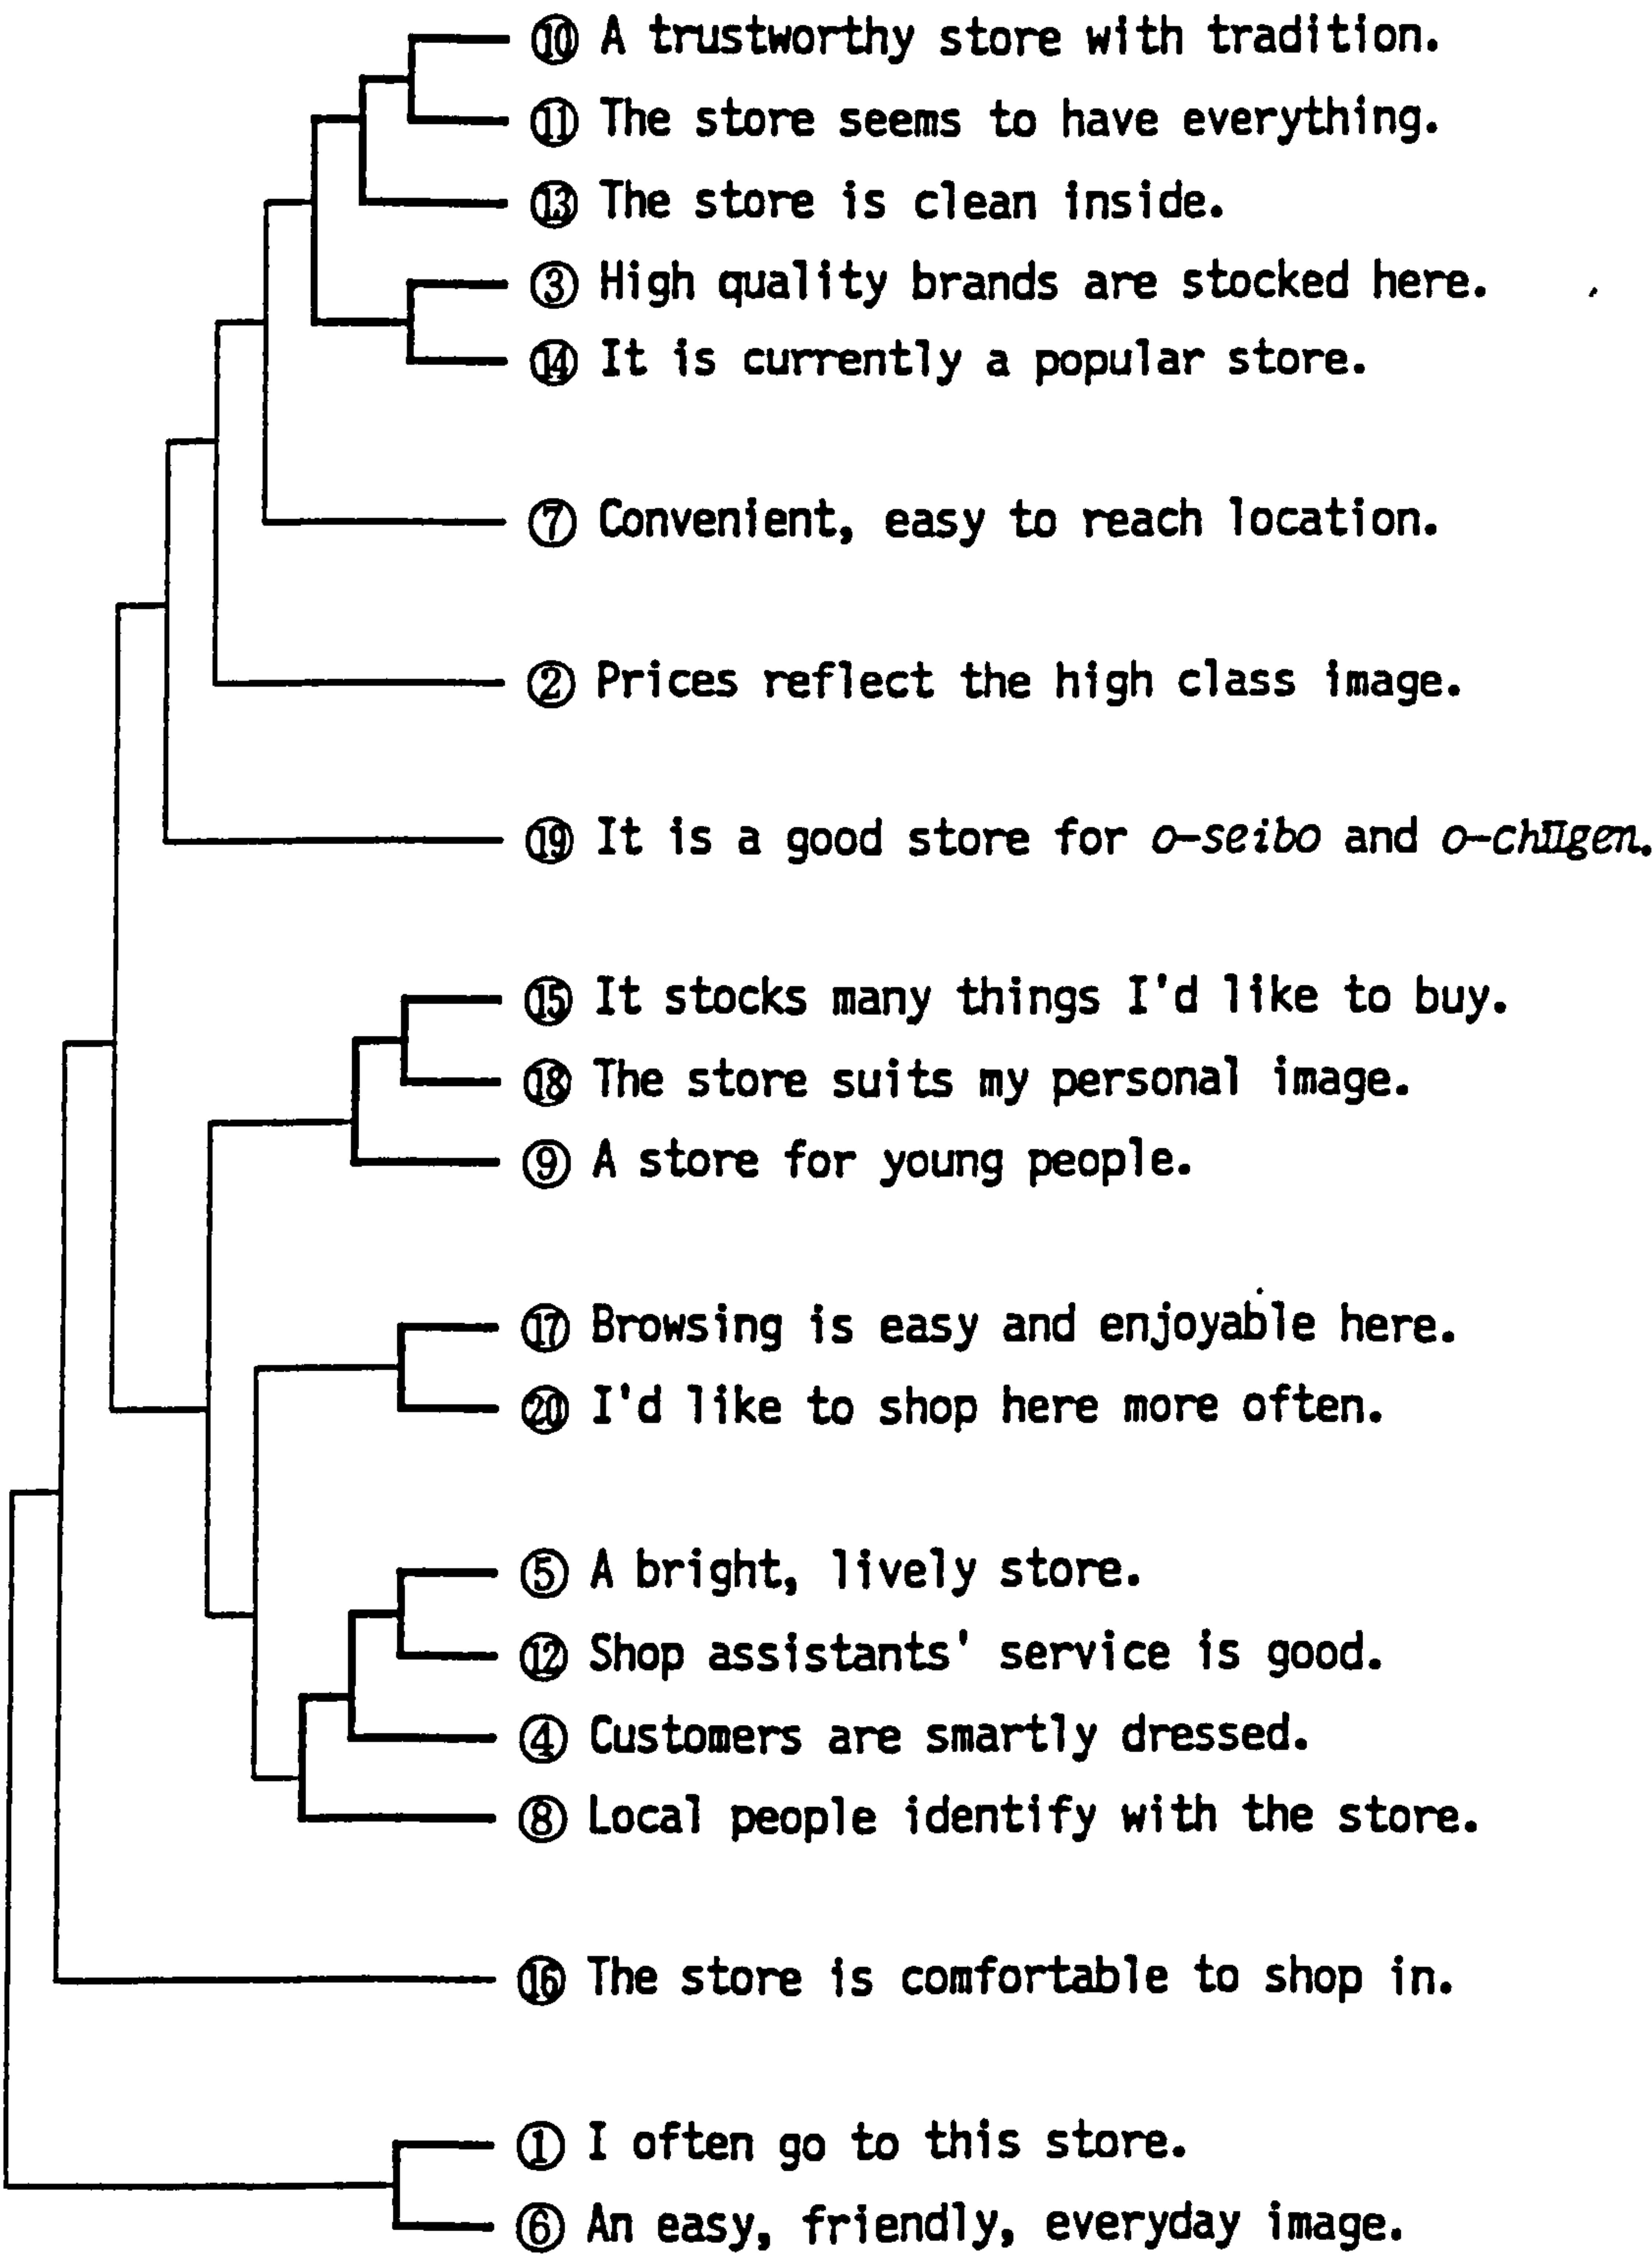 ⑩ A trustworthy store with tradition.
⑪ The store seems to have everything.
⑬ The store is clean inside.
③ High quality brands are stocked here.
⑭ It is currently a popular store.
⑦ Convenient, easy to reach location.
② Prices reflect the high class image.
⑲ It is a good store for o-seibo and o-chūgen.
⑮ It stocks many things I'd like to buy.
⑱ The store suits my personal image.
⑨ A store for young people.
⑰ Browsing is easy and enjoyable here.
⑳ I'd like to shop here more often.
⑤ A bright, lively store.
⑫ Shop assistants' service is good.
④ Customers are smartly dressed.
⑧ Local people identify with the store.
⑯ The store is comfortable to shop in.
① I often go to this store.
⑥ An easy, friendly, everyday image.